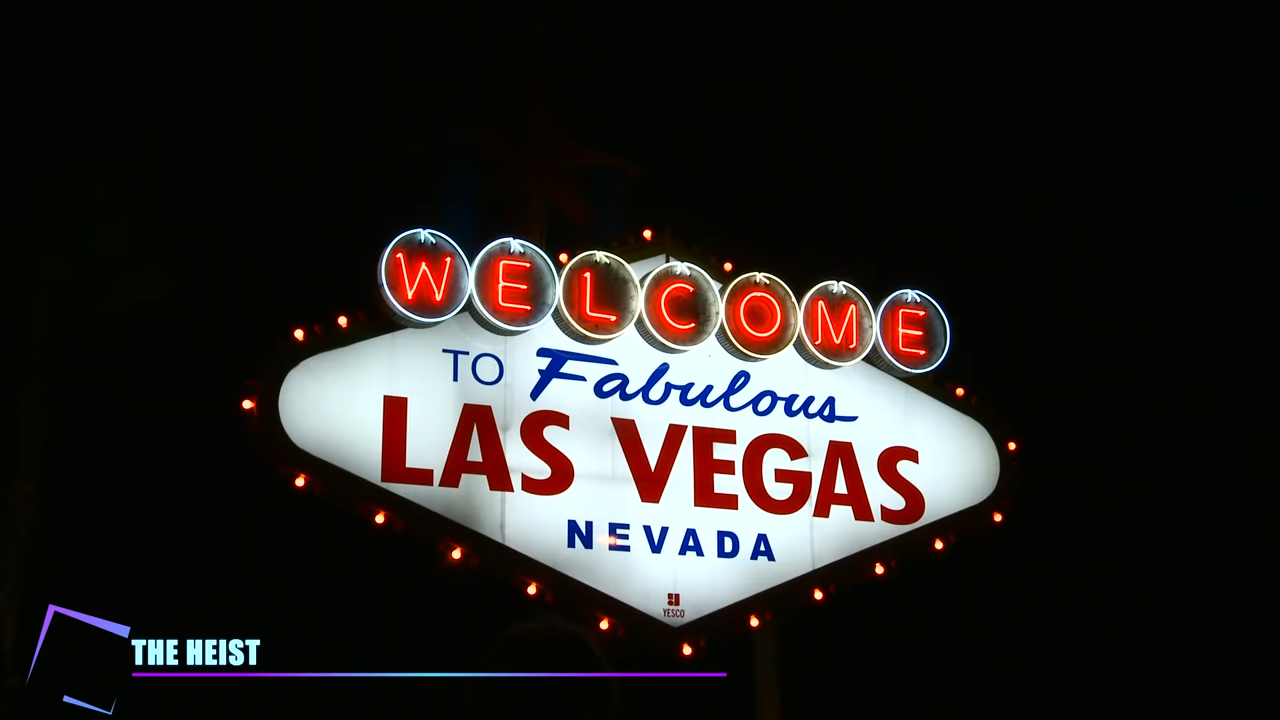 WELCOME
TO Fabulous
LAS VEGAS
NEVADA
YESCO
THE HEIST